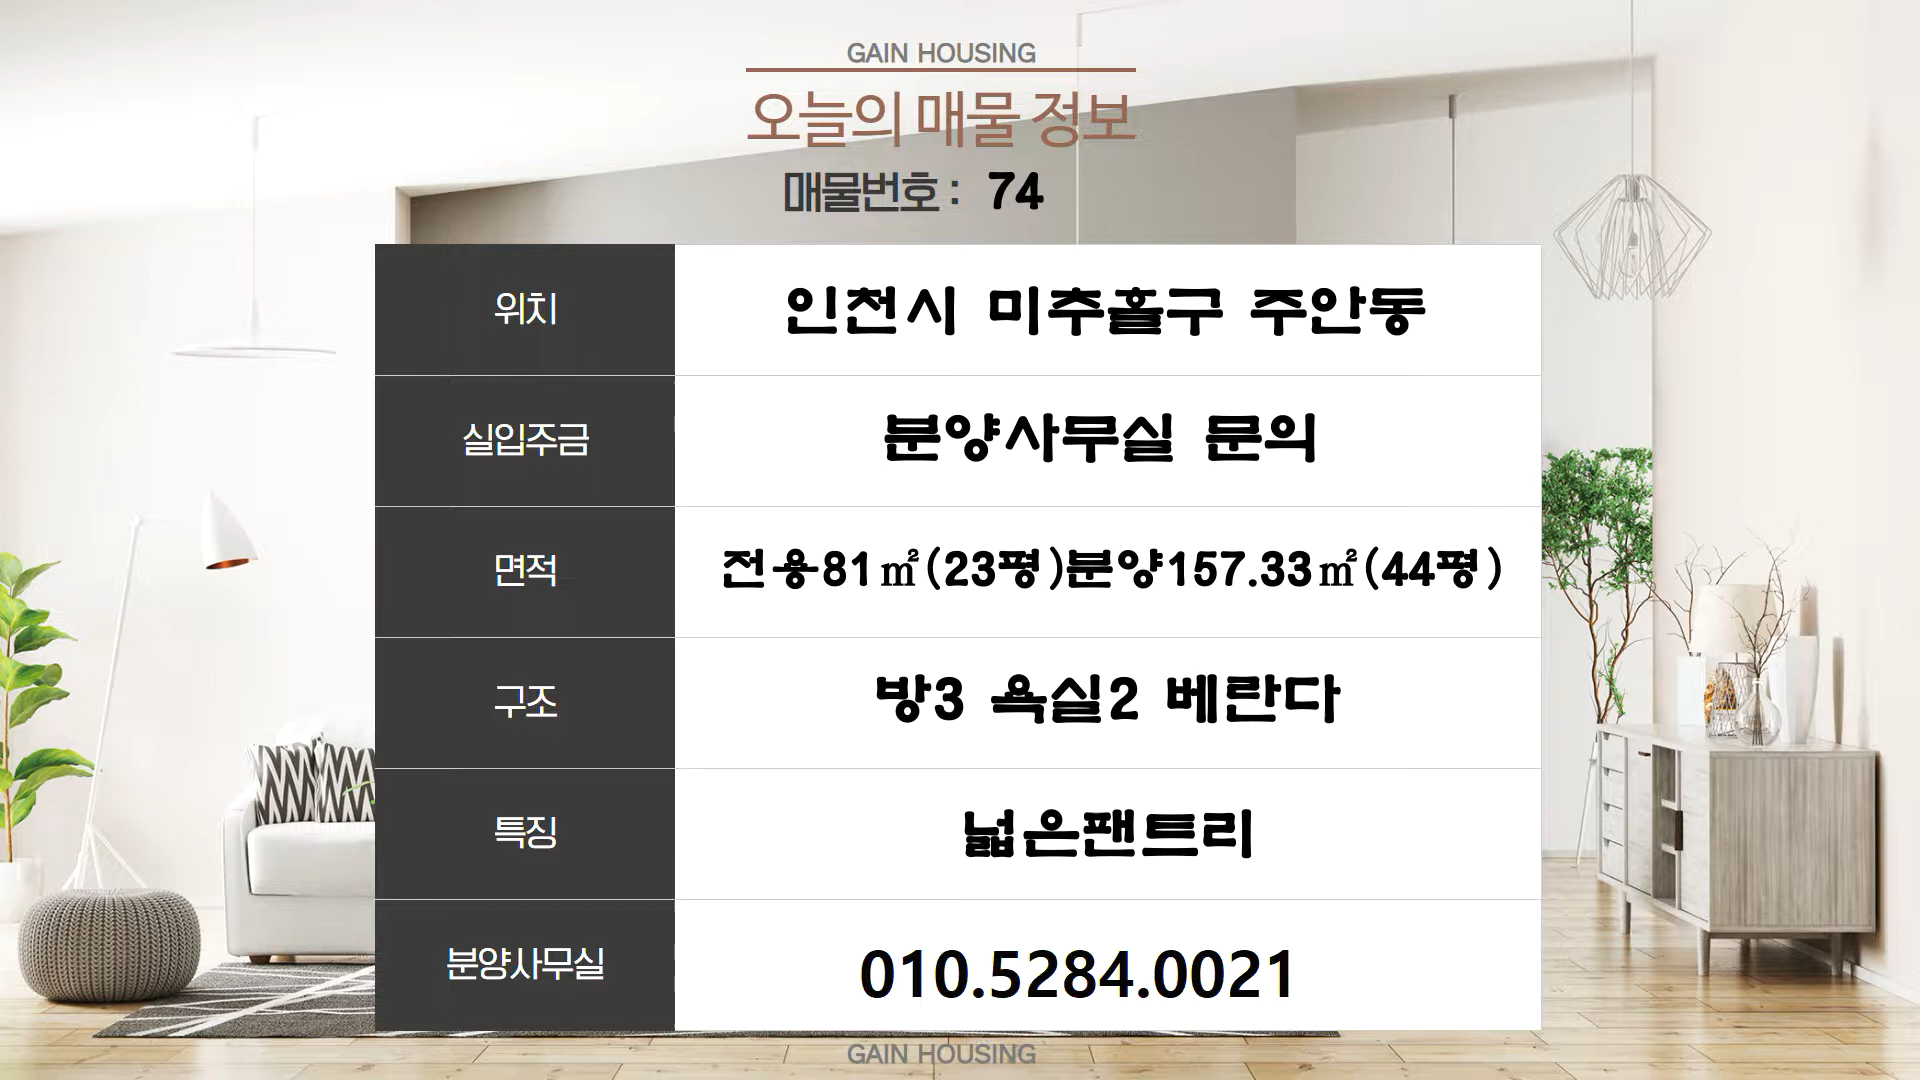 GAIN HOUSING
오늘의 매물 정보
매물번호 : 74
위치 인천시 미추홀구 주안동
실입주금 분양사무실 문의
면적 전용81㎡(23평)분양157.33㎡(44평)
구조 방3 욕실2 베란다
특징 넓은팬트리
분양사무실 010.5284.0021
GAIN HOUSING